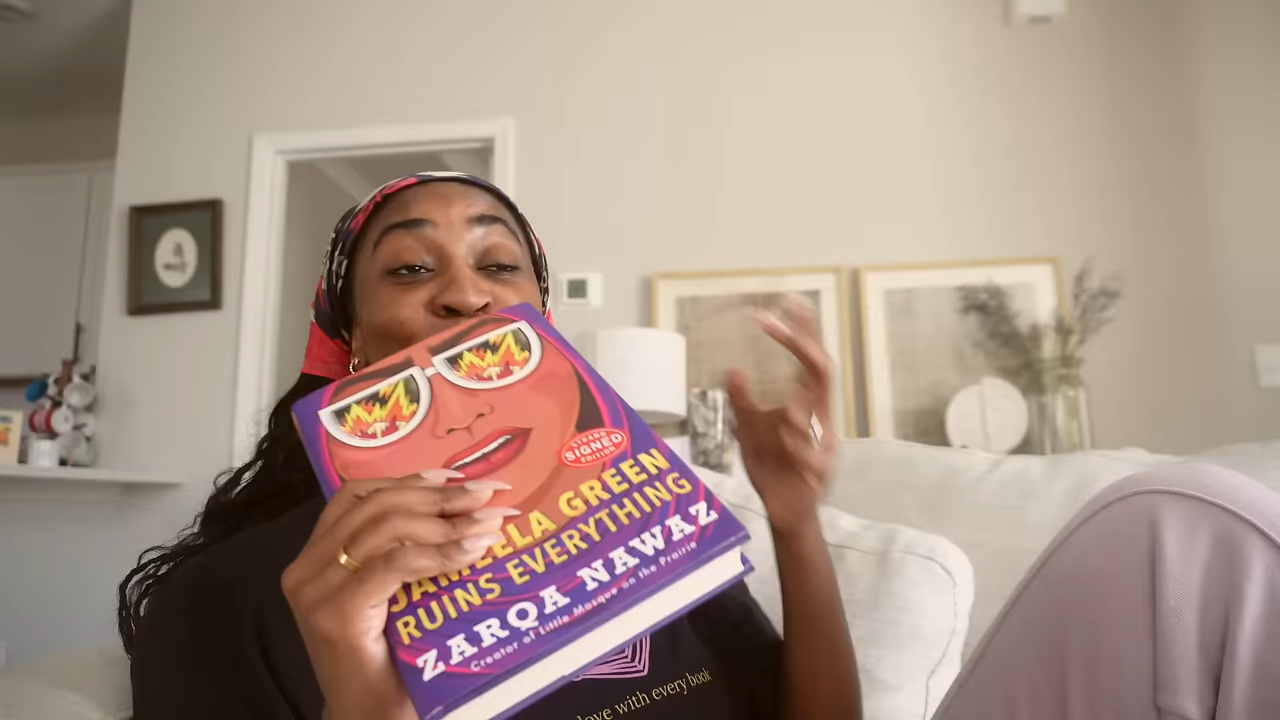 STRAND
SIGNED
EDITION
JAMEELA GREEN
RUINS EVERYTHING
ZARQA NAWAZ
Creator of Little Mosque on the Prairie
love with every book